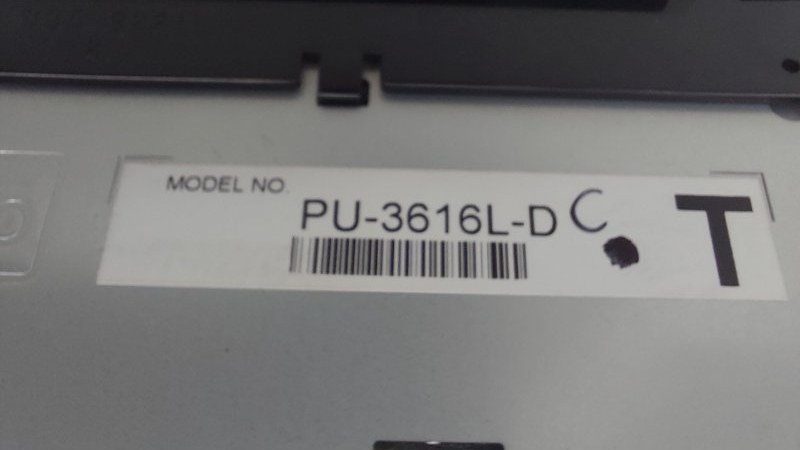 MODEL NO.
PU-3616L-D C
T